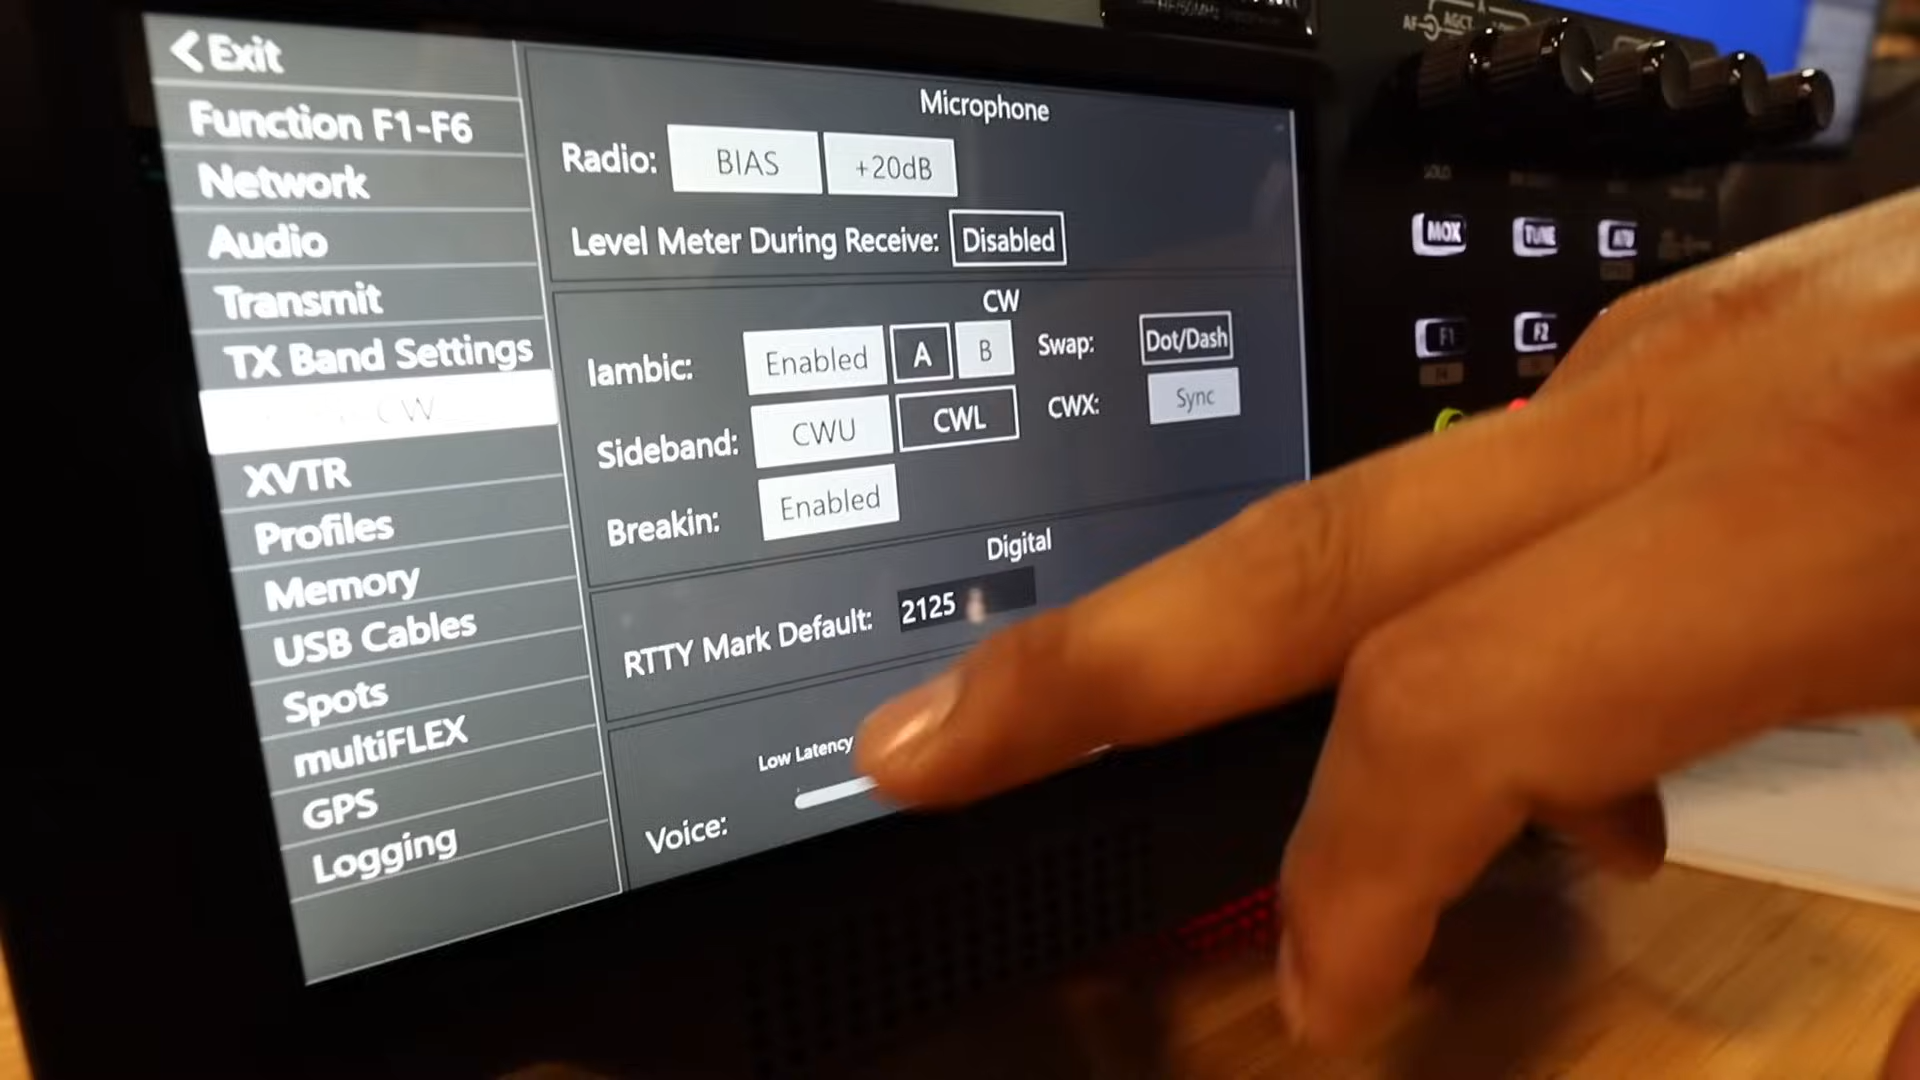 Exit
Function F1-F6
Network
Audio
Transmit
TX Band Settings
CW
XVTR
Profiles
Memory
USB Cables
Spots
multiFLEX
GPS
Logging
Microphone
Radio: BIAS +20dB
Level Meter During Receive: Disabled
CW
Iambic: Enabled A B Swap: Dot/Dash
Sideband: CWU CWL CWX: Sync
Breakin: Enabled
Digital
RTTY Mark Default: 2125
Low Latency
Voice:
AF AGCT
MOX TUNE ATU
F1 F2